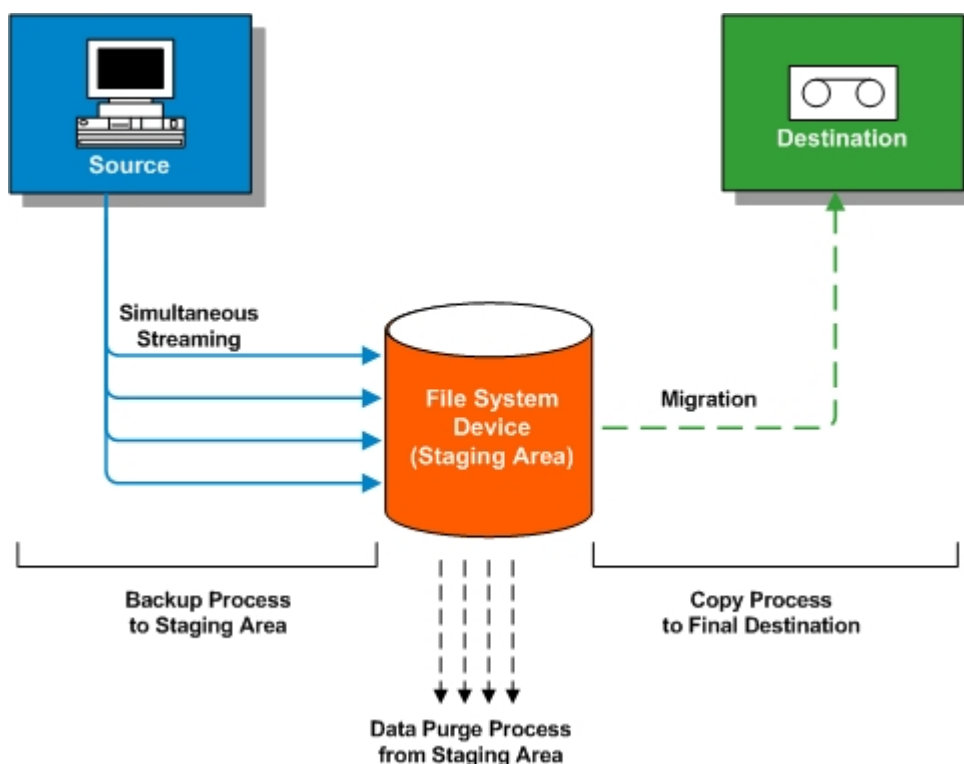 Source
Destination
Simultaneous
Streaming
File System
Device
(Staging Area)
Migration
Backup Process
to Staging Area
Copy Process
to Final Destination
Data Purge Process
from Staging Area